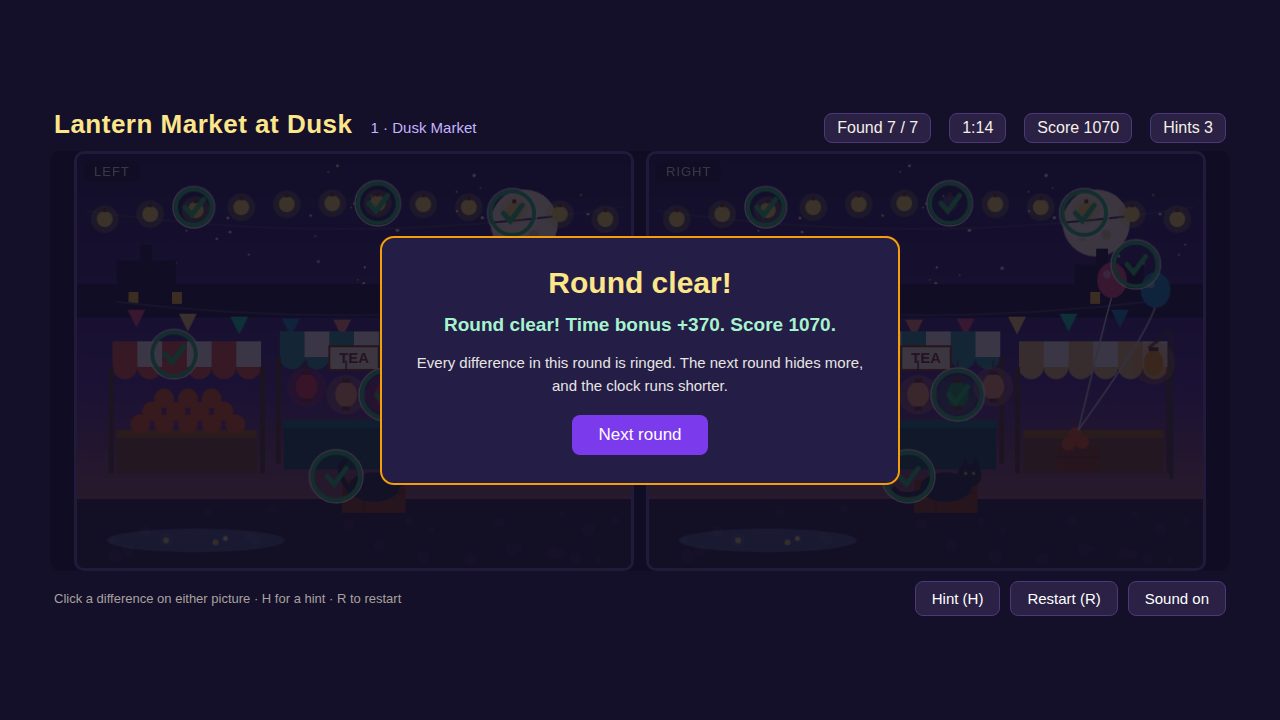 Lantern Market at Dusk
1 · Dusk Market
Found 7 / 7
1:14
Score 1070
Hints 3
LEFT
RIGHT
TEA
TEA
Round clear!
Round clear! Time bonus +370. Score 1070.
Every difference in this round is ringed. The next round hides more,
and the clock runs shorter.
Next round
Click a difference on either picture · H for a hint · R to restart
Hint (H)
Restart (R)
Sound on